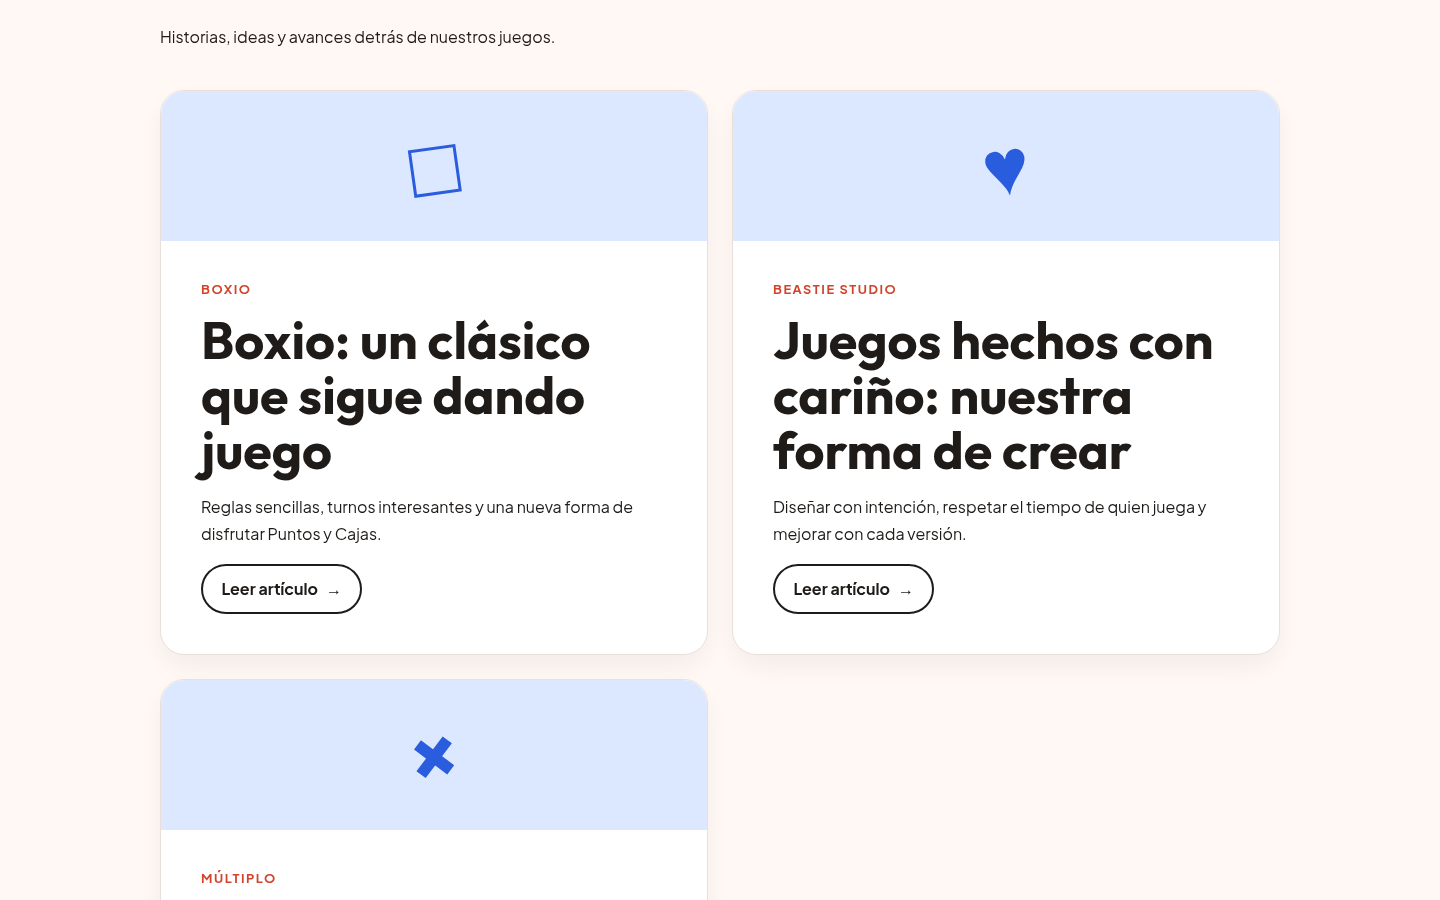 Historias, ideas y avances detrás de nuestros juegos.
BOXIO
Boxio: un clásico
que sigue dando
juego
Reglas sencillas, turnos interesantes y una nueva forma de
disfrutar Puntos y Cajas.
Leer artículo →
BEASTIE STUDIO
Juegos hechos con
cariño: nuestra
forma de crear
Diseñar con intención, respetar el tiempo de quien juega y
mejorar con cada versión.
Leer artículo →
MÚLTIPLO